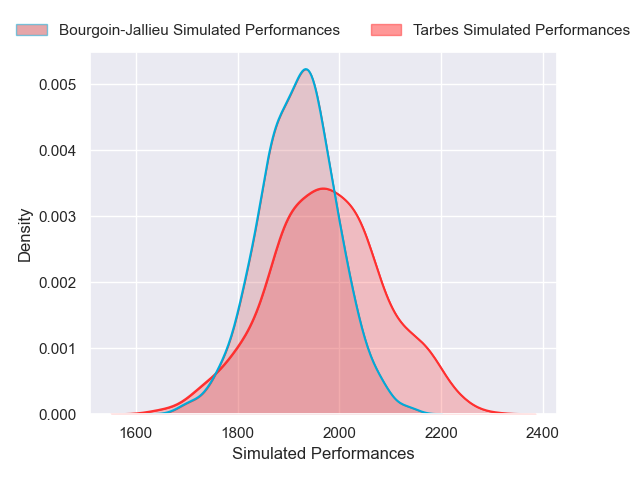 Bourgoin-Jallieu Simulated Performances
Tarbes Simulated Performances
0.005
0.004
0.003
0.002
0.001
0.000
Density
1600 1800 2000 2200 2400
Simulated Performances